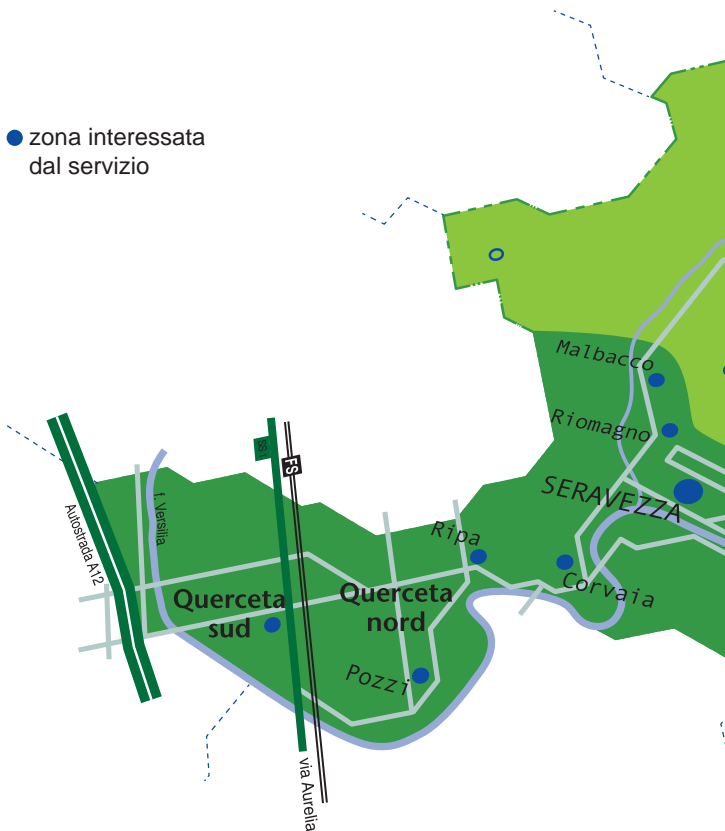 zona interessata
dal servizio
Malbacco
Riomagno
SERAVEZZA
SS 1
FS
f. Versilia
Autostrada A12
Ripa
Corvaia
Querceta
sud
Querceta
nord
Pozzi
via Aurelia